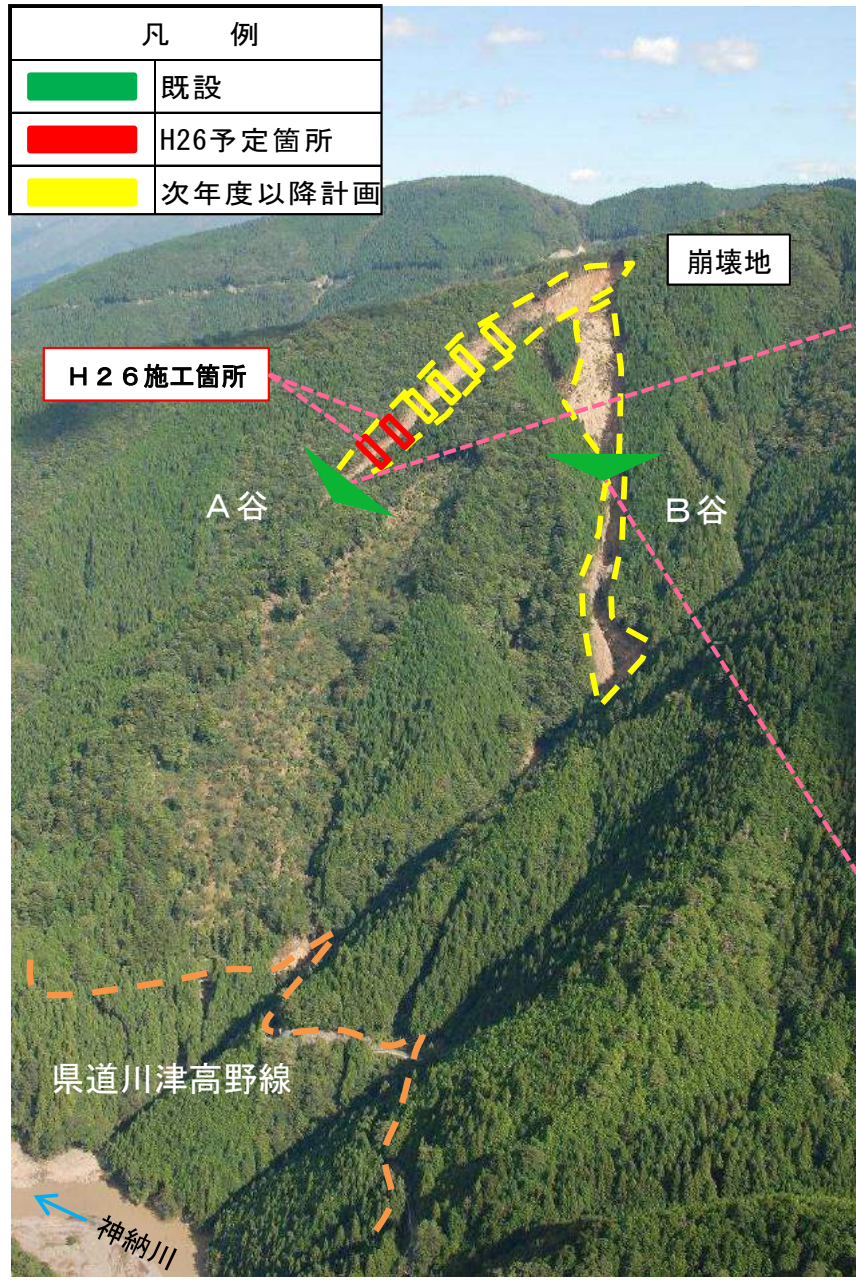 凡　例
既設
H26予定箇所
次年度以降計画
崩壊地
H26施工箇所
A谷
B谷
県道川津高野線
神納川